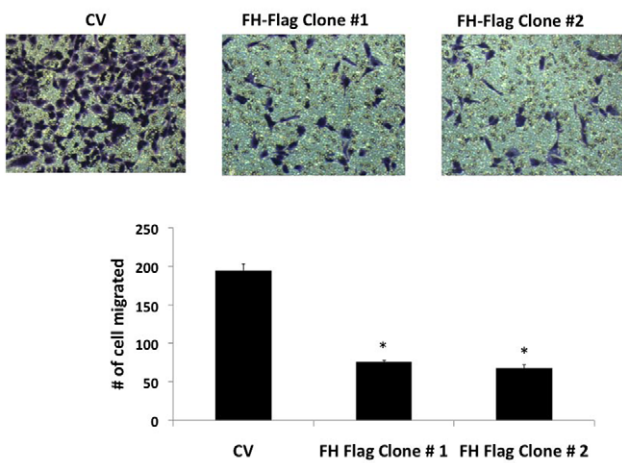 CV FH-Flag Clone #1 FH-Flag Clone #2
250
200
150
100
50
0
# of cell migrated
*
*
CV FH Flag Clone # 1 FH Flag Clone # 2